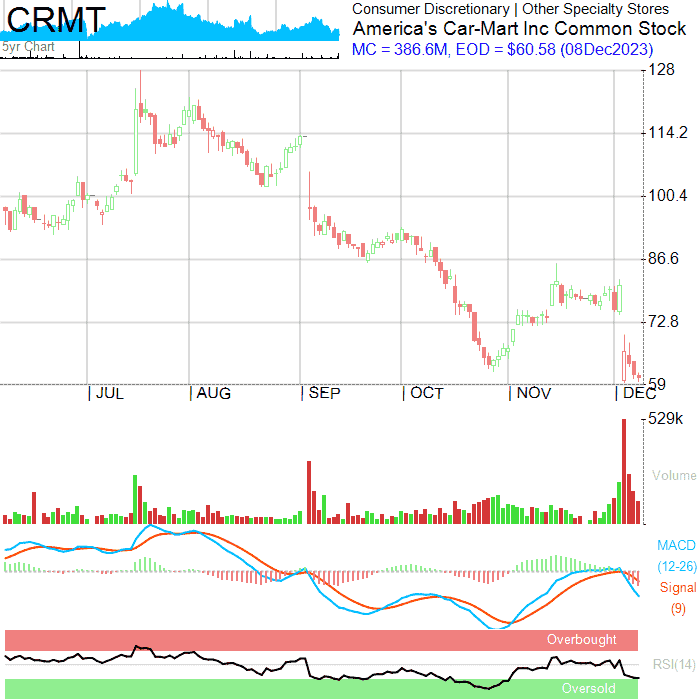 CRMT
5yr Chart
Consumer Discretionary | Other Specialty Stores
America's Car-Mart Inc Common Stock
MC = 386.6M, EOD = $60.58 (08Dec2023)
128
114.2
100.4
86.6
72.8
59
JUL
AUG
SEP
OCT
NOV
DEC
529k
Volume
MACD
(12-26)
Signal
(9)
Overbought
RSI(14)
Oversold